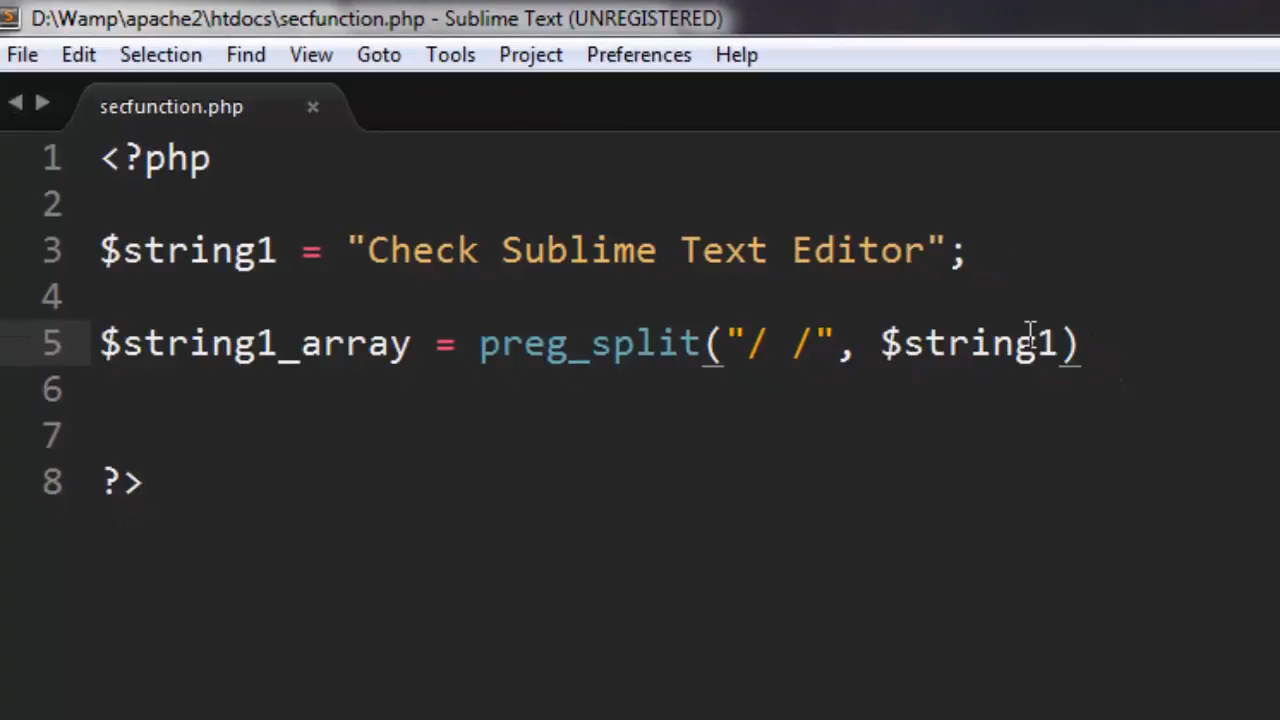 D:\Wamp\apache2\htdocs\secfunction.php - Sublime Text (UNREGISTERED)
File Edit Selection Find View Goto Tools Project Preferences Help
secfunction.php ×
1 <?php
2
3 $string1 = "Check Sublime Text Editor";
4
5 $string1_array = preg_split("/ /", $string1)
6
7
8 ?>